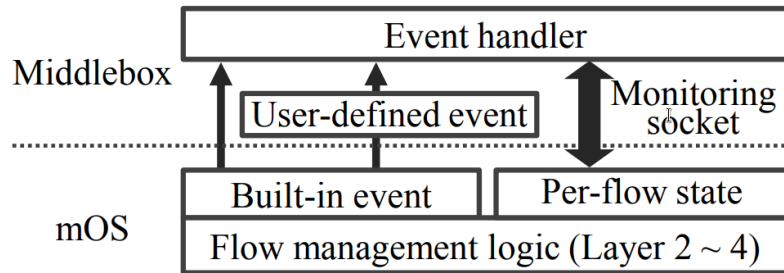 Event handler
Middlebox
User-defined event
Monitoring
socket
Built-in event
Per-flow state
mOS
Flow management logic (Layer 2 ~ 4)